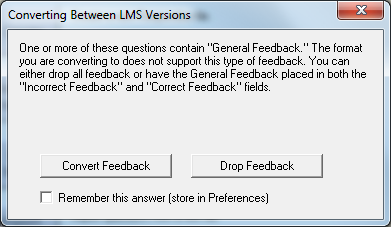 Converting Between LMS Versions
One or more of these questions contain "General Feedback." The format
you are converting to does not support this type of feedback. You can
either drop all feedback or have the General Feedback placed in both the
"Incorrect Feedback" and "Correct Feedback" fields.
Convert Feedback
Drop Feedback
Remember this answer (store in Preferences)